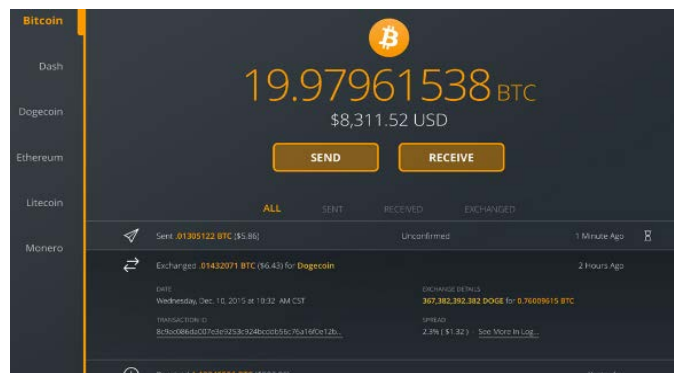 Bitcoin
Dash
Dogecoin
Ethereum
Litecoin
Monero
19.97961538 BTC
$8,311.52 USD
SEND RECEIVE
ALL SENT RECEIVED EXCHANGED
Sent .01305122 BTC ($5.86) Unconfirmed 1 Minute Ago
Exchanged .01432071 BTC ($6.43) for Dogecoin 2 Hours Ago
DATE EXCHANGE DETAILS
Wednesday, Dec. 10, 2015 at 10:32 AM CST 367,382,392.382 DOGE for 0.76009615 BTC
TRANSACTION ID SPREAD
2.3% ( $1.32 ) - See More In Log...